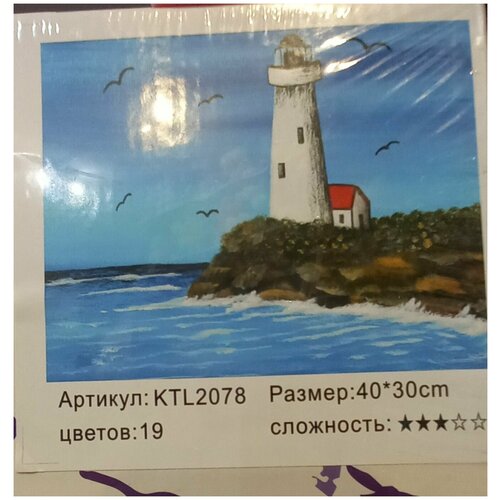 Артикул:KTL2078 Размер:40*30cm
цветов:19 сложность:★★★☆☆